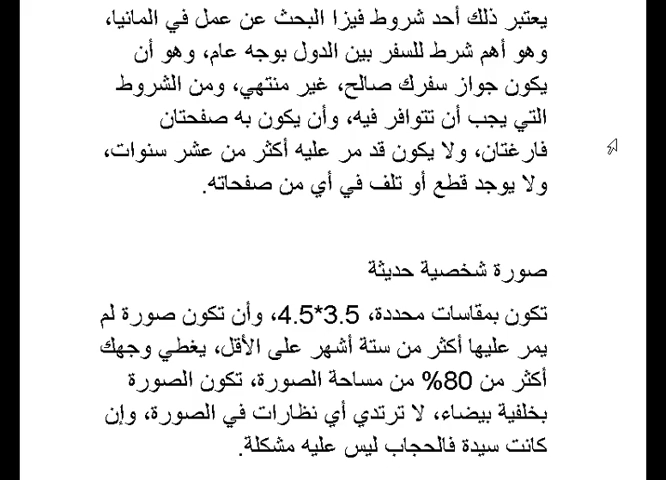 يعتبر ذلك أحد شروط فيزا البحث عن عمل في المانيا،
وهو أهم شرط للسفر بين الدول بوجه عام، وهو أن
يكون جواز سفرك صالح، غير منتهي، ومن الشروط
التي يجب أن تتوافر فيه، وأن يكون به صفحتان
فارغتان، ولا يكون قد مر عليه أكثر من عشر سنوات،
ولا يوجد قطع أو تلف في أي من صفحاته.
صورة شخصية حديثة
تكون بمقاسات محددة، 3.5*4.5، وأن تكون صورة لم
يمر عليها أكثر من ستة أشهر على الأقل، يغطي وجهك
أكثر من 80% من مساحة الصورة، تكون الصورة
بخلفية بيضاء، لا ترتدي أي نظارات في الصورة، وإن
كانت سيدة فالحجاب ليس عليه مشكلة.